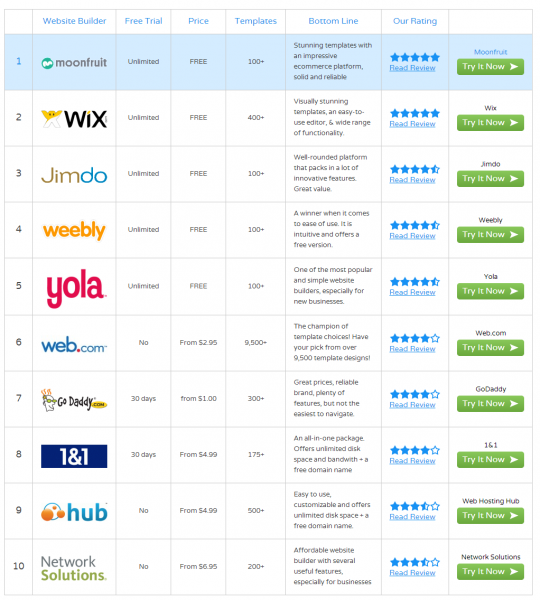 Website Builder Free Trial Price Templates Bottom Line Our Rating
1 moonfruit Unlimited FREE 100+
Stunning templates with
an impressive
ecommerce platform,
solid and reliable
Read Review
Moonfruit
Try It Now
2 WiX Unlimited FREE 400+
Visually stunning
templates, an easy-to-
use editor, & wide range
of functionality.
Read Review
Wix
Try It Now
3 Jimdo Unlimited FREE 100+
Well-rounded platform
that packs in a lot of
innovative features.
Great value.
Read Review
Jimdo
Try It Now
4 weebly Unlimited FREE 100+
A winner when it comes
to ease of use. It is
intuitive and offers a
free version.
Read Review
Weebly
Try It Now
5 yola Unlimited FREE 100+
One of the most popular
and simple website
builders, especially for
new businesses.
Read Review
Yola
Try It Now
6 web.com No From $2.95 9,500+
The champion of
template choices! Have
your pick from over
9,500 template designs!
Read Review
Web.com
Try It Now
7 Go Daddy .COM 30 days from $1.00 300+
Great prices, reliable
brand, plenty of
features, but not the
easiest to navigate.
Read Review
GoDaddy
Try It Now
8 1&1 30 days From $4.99 175+
An all-in-one package.
Offers unlimited disk
space and bandwith + a
free domain name
Read Review
1&1
Try It Now
9 hub No From $4.99 500+
Easy to use,
customizable and offers
unlimited disk space + a
free domain name.
Read Review
Web Hosting Hub
Try It Now
10 Network Solutions. No From $6.95 200+
Affordable website
builder with several
useful features,
especially for businesses
Read Review
Network Solutions
Try It Now